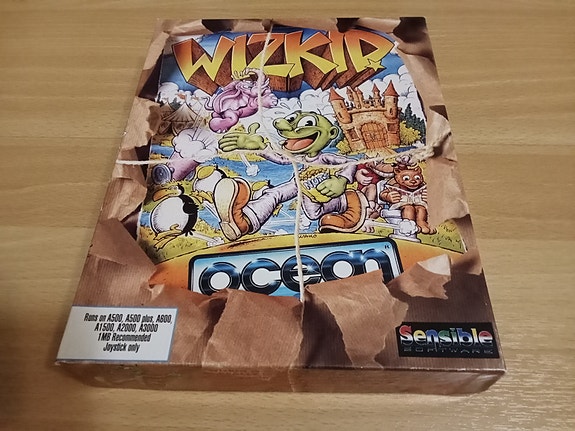 WIZKID
ocean
Runs on A500, A500 plus, A600,
A1500, A2000, A3000
1MB Recommended
Joystick only
Sensible
SOFTWARE